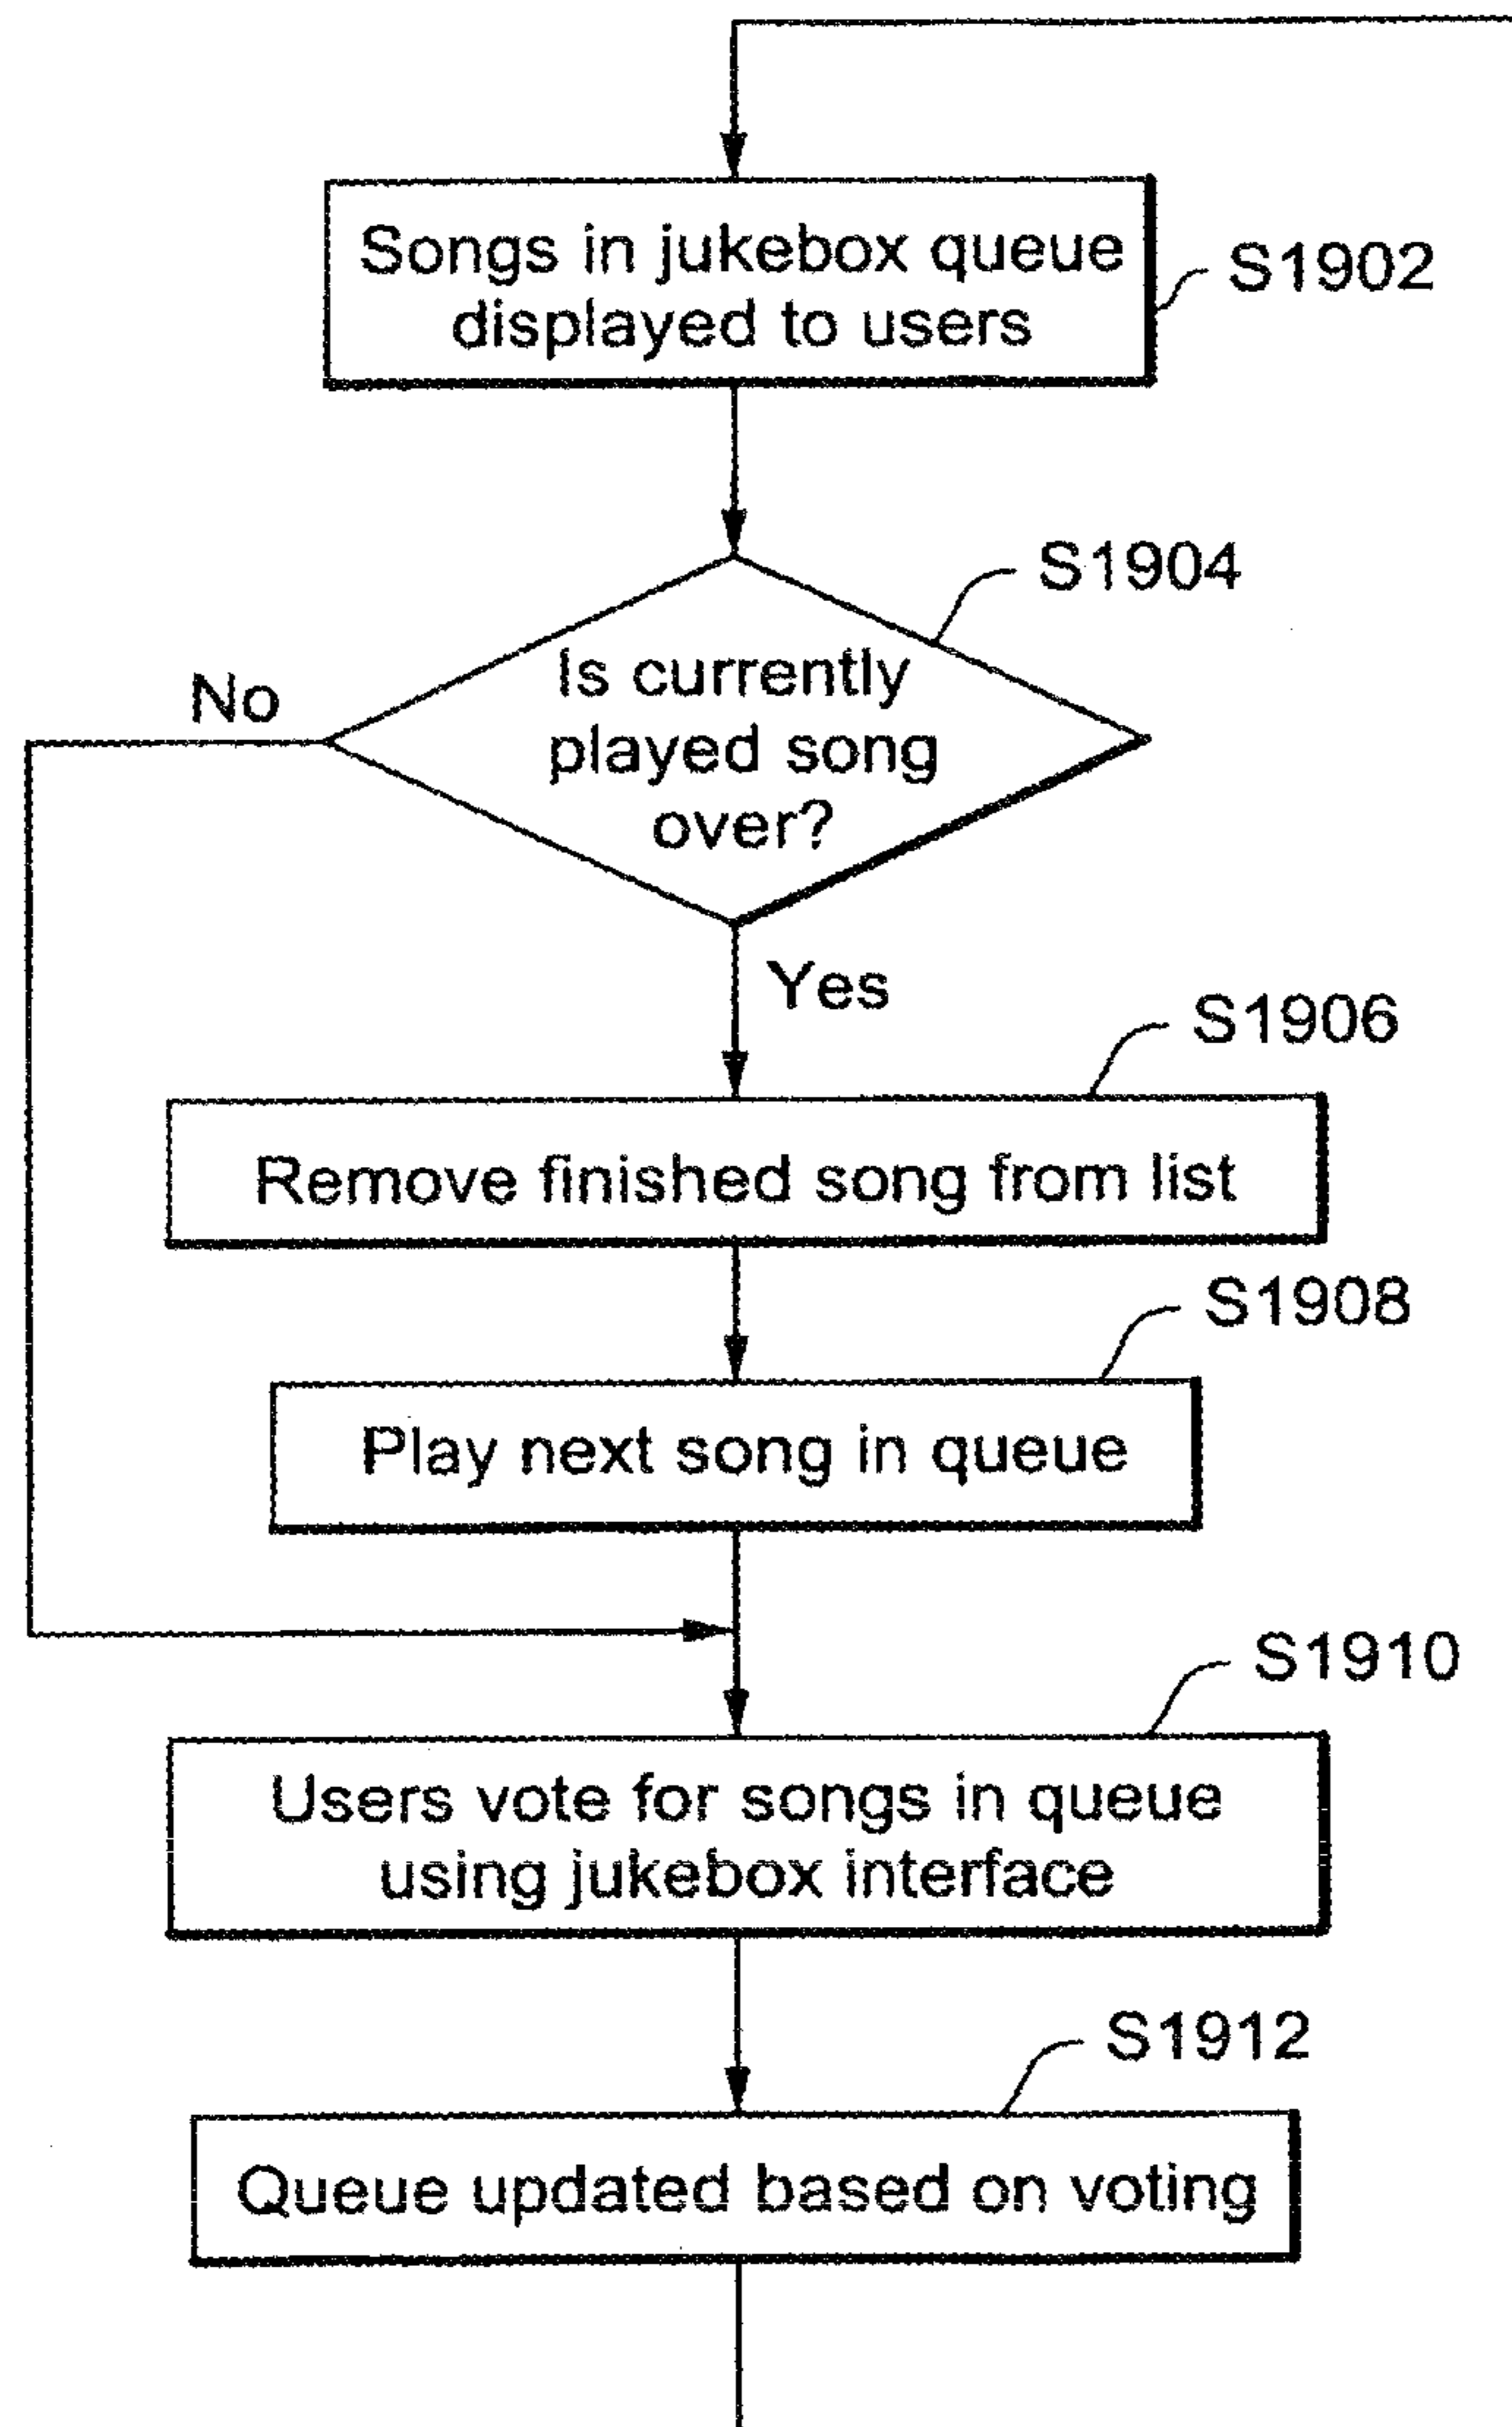 Songs in jukebox queue
displayed to users
S1902
S1904
Is currently
played song
over?
No
Yes
S1906
Remove finished song from list
S1908
Play next song in queue
S1910
Users vote for songs in queue
using jukebox interface
S1912
Queue updated based on voting